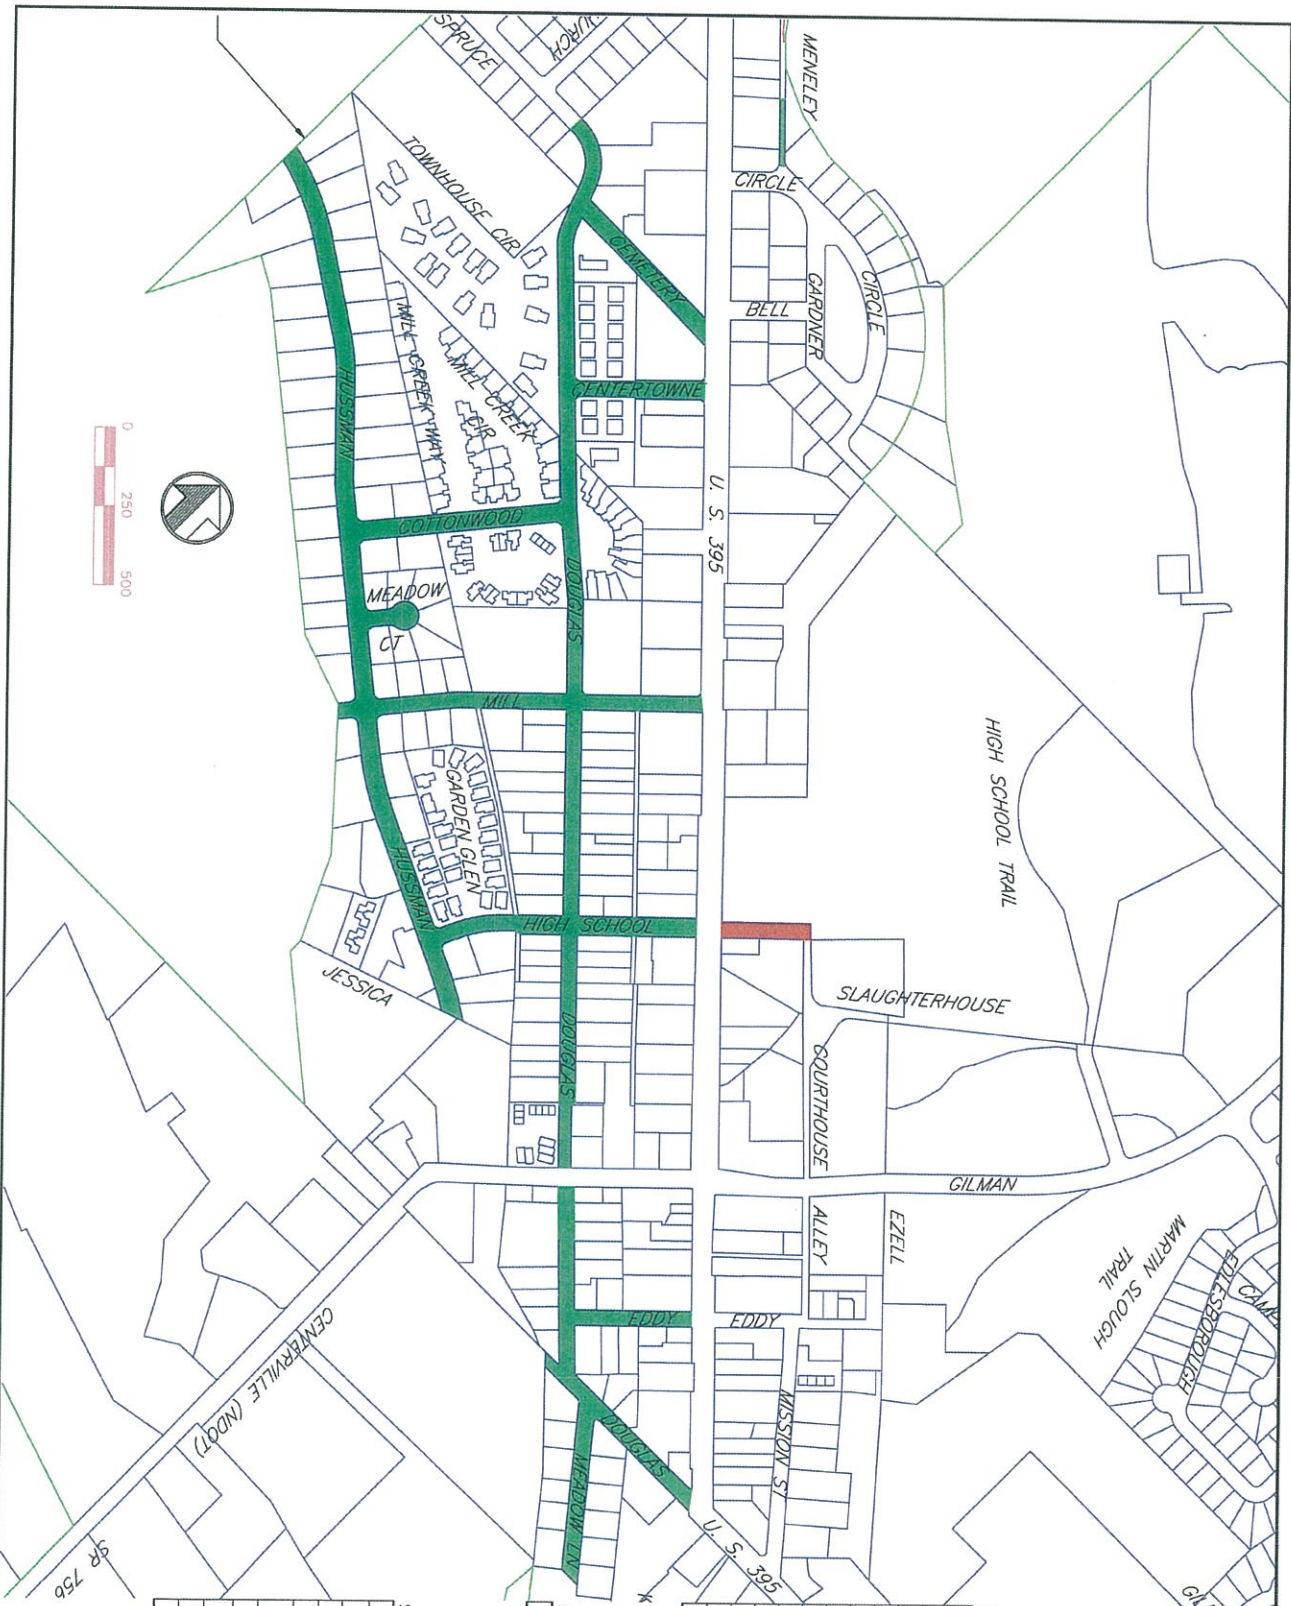 SPRUCE
MENELEY
CIRCLE
TOWNHOUSE CIR
CEMETERY
CIRCLE
GARDNER
BELL
HUSSMAN
MILL CREEK WAY
MILL CREEK
CIR
CENTERTOWNE
0 250 500
U. S. 395
COTTONWOOD
DOUGLAS
MEADOW
CT
MILL
HIGH SCHOOL TRAIL
GARDEN GLEN
HUSSMAN
HIGH SCHOOL
JESSICA
SLAUGHTERHOUSE
DOUGLAS
COURTHOUSE
GILMAN
ALLEY
EZELL
MARTIN SLOUGH
TRAIL
EDLESBOROUGH
EDDY
EDDY
CENTERVILLE (NDOT)
MISSION ST
DOUGLAS
MEADOW LN
U. S. 395
SR 756